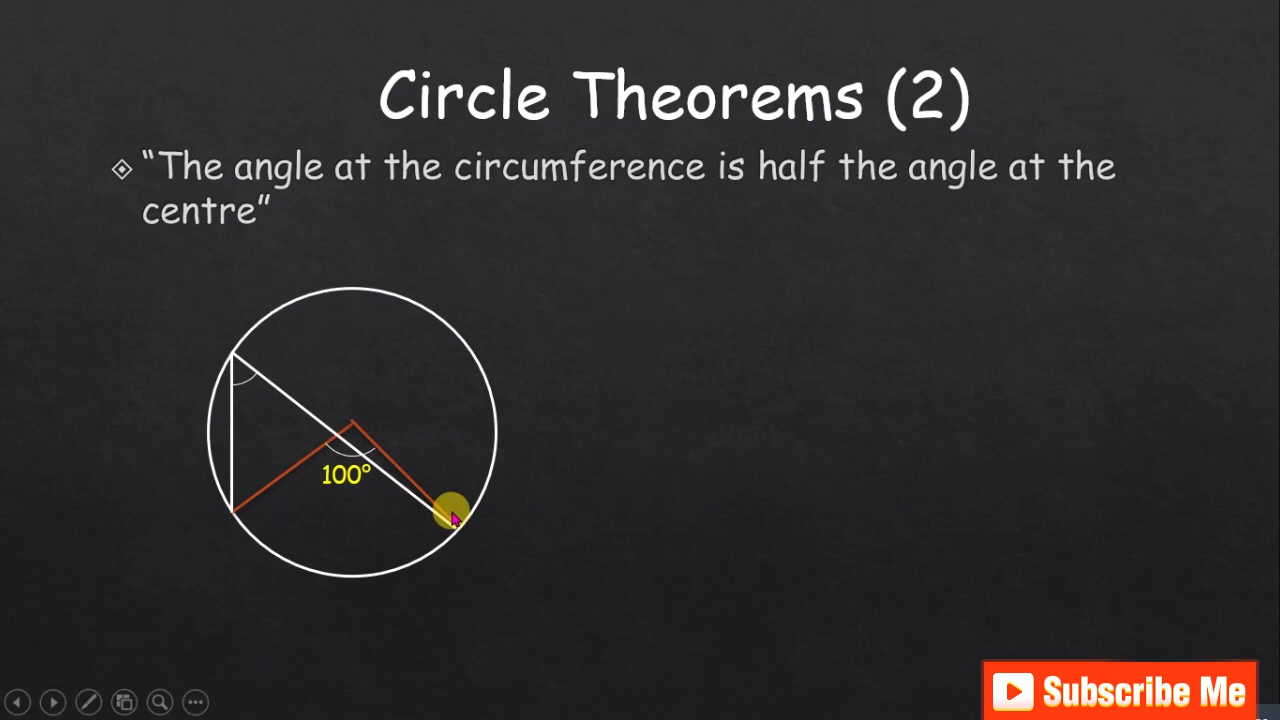 Circle Theorems (2)
“The angle at the circumference is half the angle at the
centre”
100°
Subscribe Me